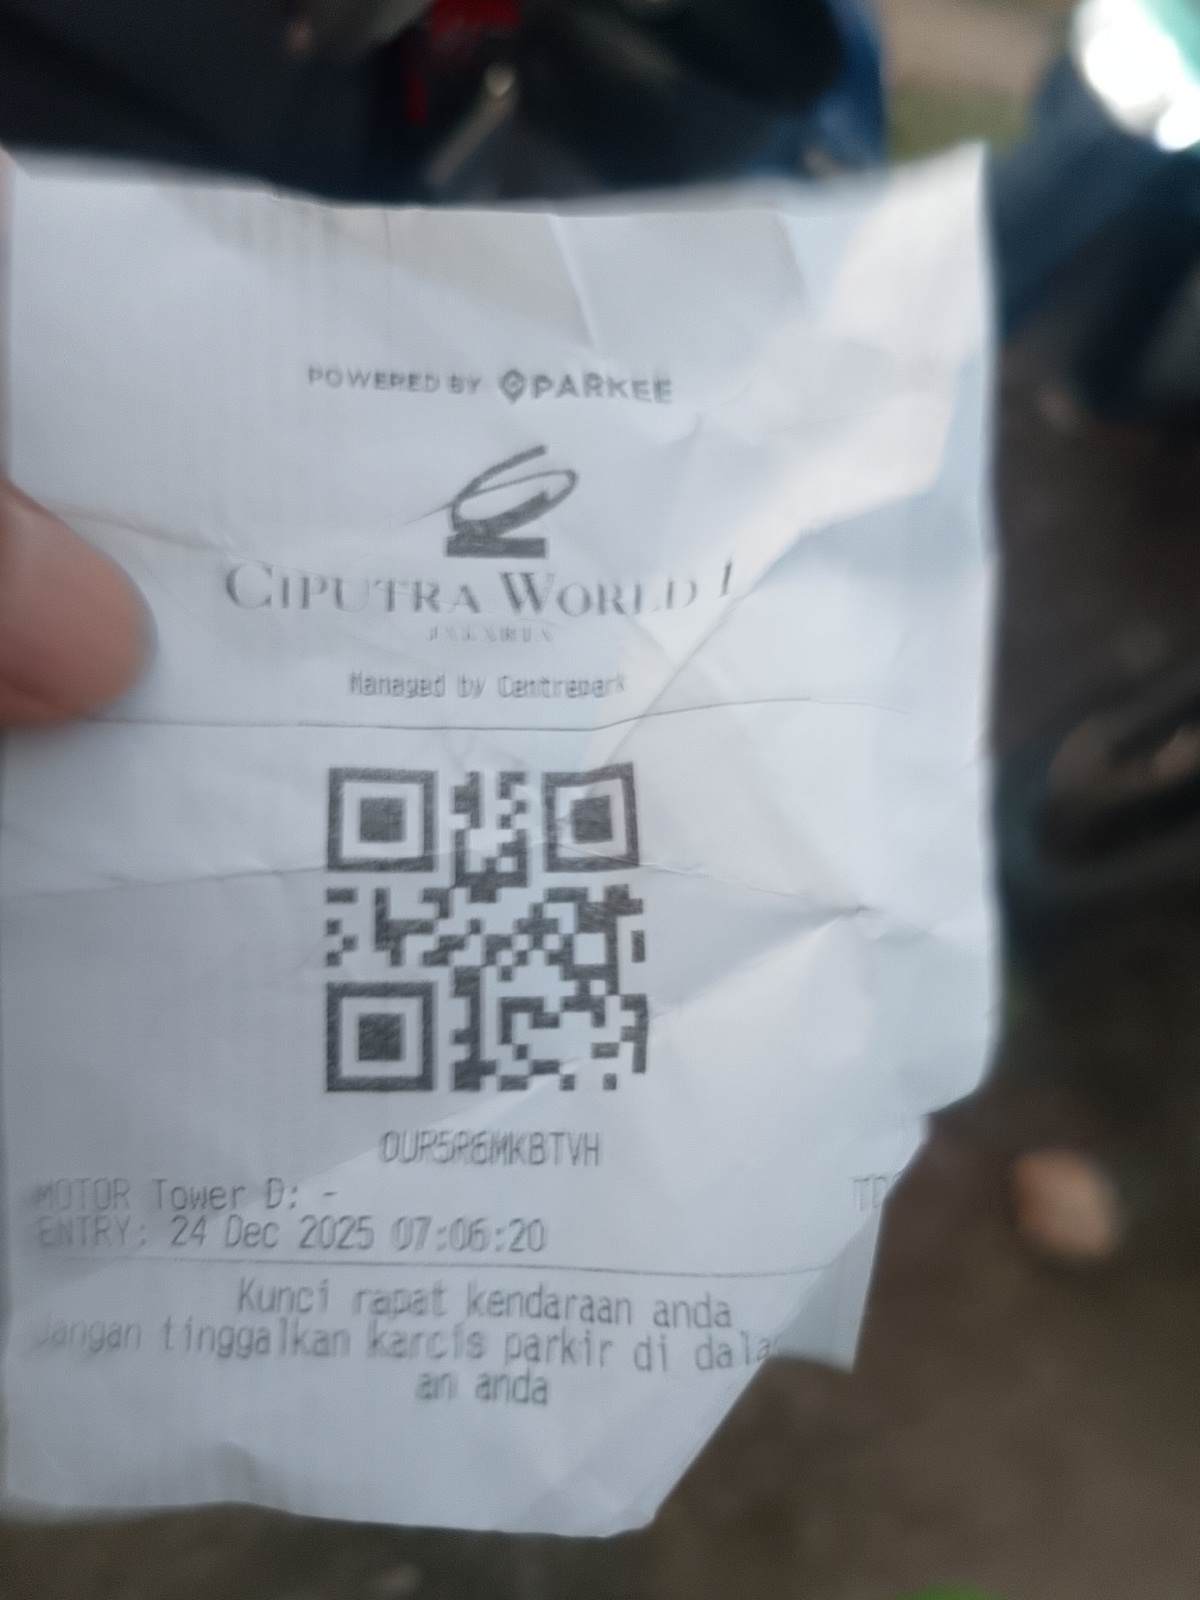 POWERED BY PARKEE
CIPUTRA WORLD 1
JAKARTA
Managed by Centrepark
OUR5R6MKBTVH
MOTOR Tower D: -
ENTRY: 24 Dec 2025 07:06:20
Kunci rapat kendaraan anda
Jangan tinggalkan karcis parkir di
an anda